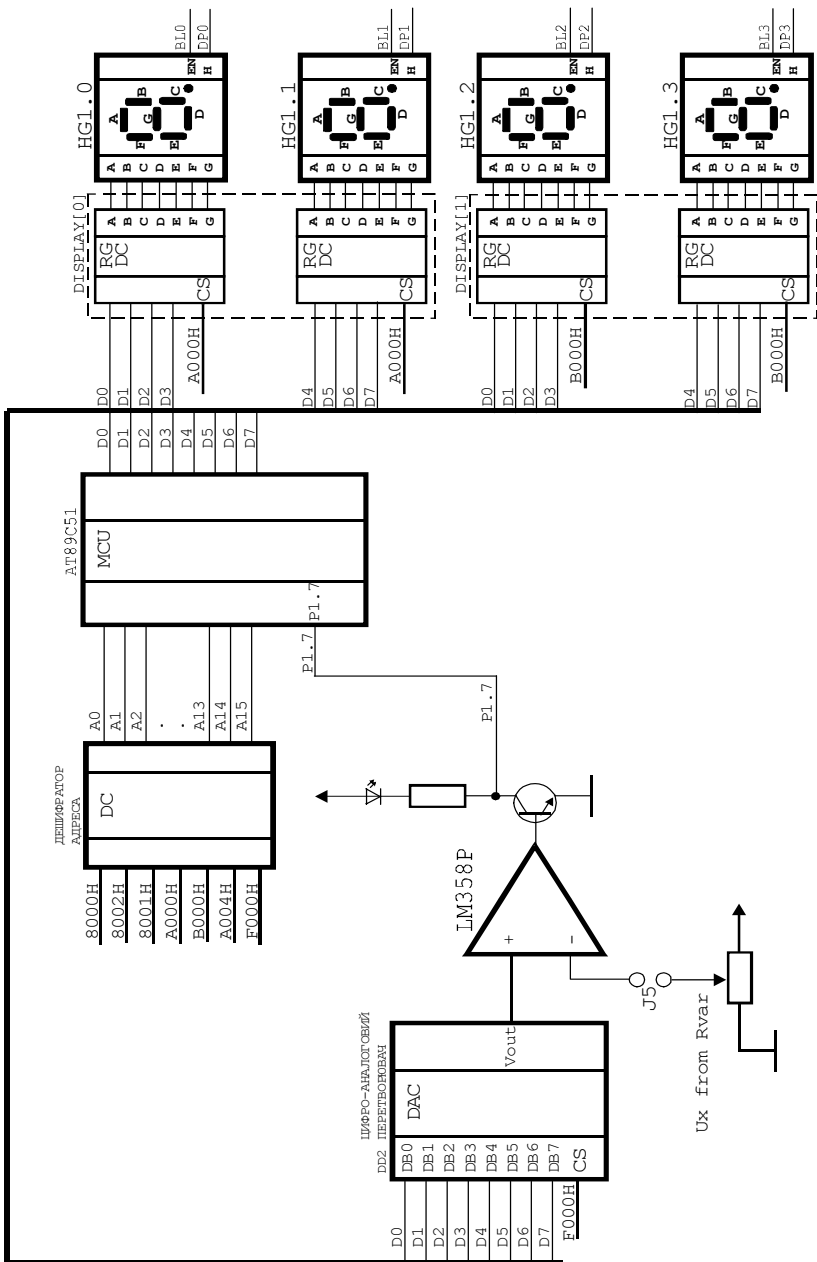 ЦИФРО-АНАЛОГОВИЙ
ПЕРЕТВОРЮВАЧ
DD2
D0
D1
D2
D3
D4
D5
D6
D7
F000H
DB0
DB1
DB2
DB3
DB4
DB5
DB6
DB7
CS
DAC
Vout
LM358P
+
-
J5
Ux from Rvar
P1.7
ДЕШИФРАТОР
АДРЕСА
8000H
8002H
8001H
A000H
B000H
A004H
F000H
DC
A0
A1
A2
.
.
A13
A14
A15
AT89C51
MCU
P1.7
P1.7
D0
D1
D2
D3
D4
D5
D6
D7
DISPLAY[0]
D0
D1
D2
D3
A000H
RG
DC
CS
A
B
C
D
E
F
G
HG1.0
A
B
C
D
E
F
G
A
B
C
D
E
F
G
EN
H
BL0
DP0
D4
D5
D6
D7
A000H
RG
DC
CS
A
B
C
D
E
F
G
HG1.1
A
B
C
D
E
F
G
A
B
C
D
E
F
G
EN
H
BL1
DP1
DISPLAY[1]
D0
D1
D2
D3
B000H
RG
DC
CS
A
B
C
D
E
F
G
HG1.2
A
B
C
D
E
F
G
A
B
C
D
E
F
G
EN
H
BL2
DP2
D4
D5
D6
D7
B000H
RG
DC
CS
A
B
C
D
E
F
G
HG1.3
A
B
C
D
E
F
G
A
B
C
D
E
F
G
EN
H
BL3
DP3